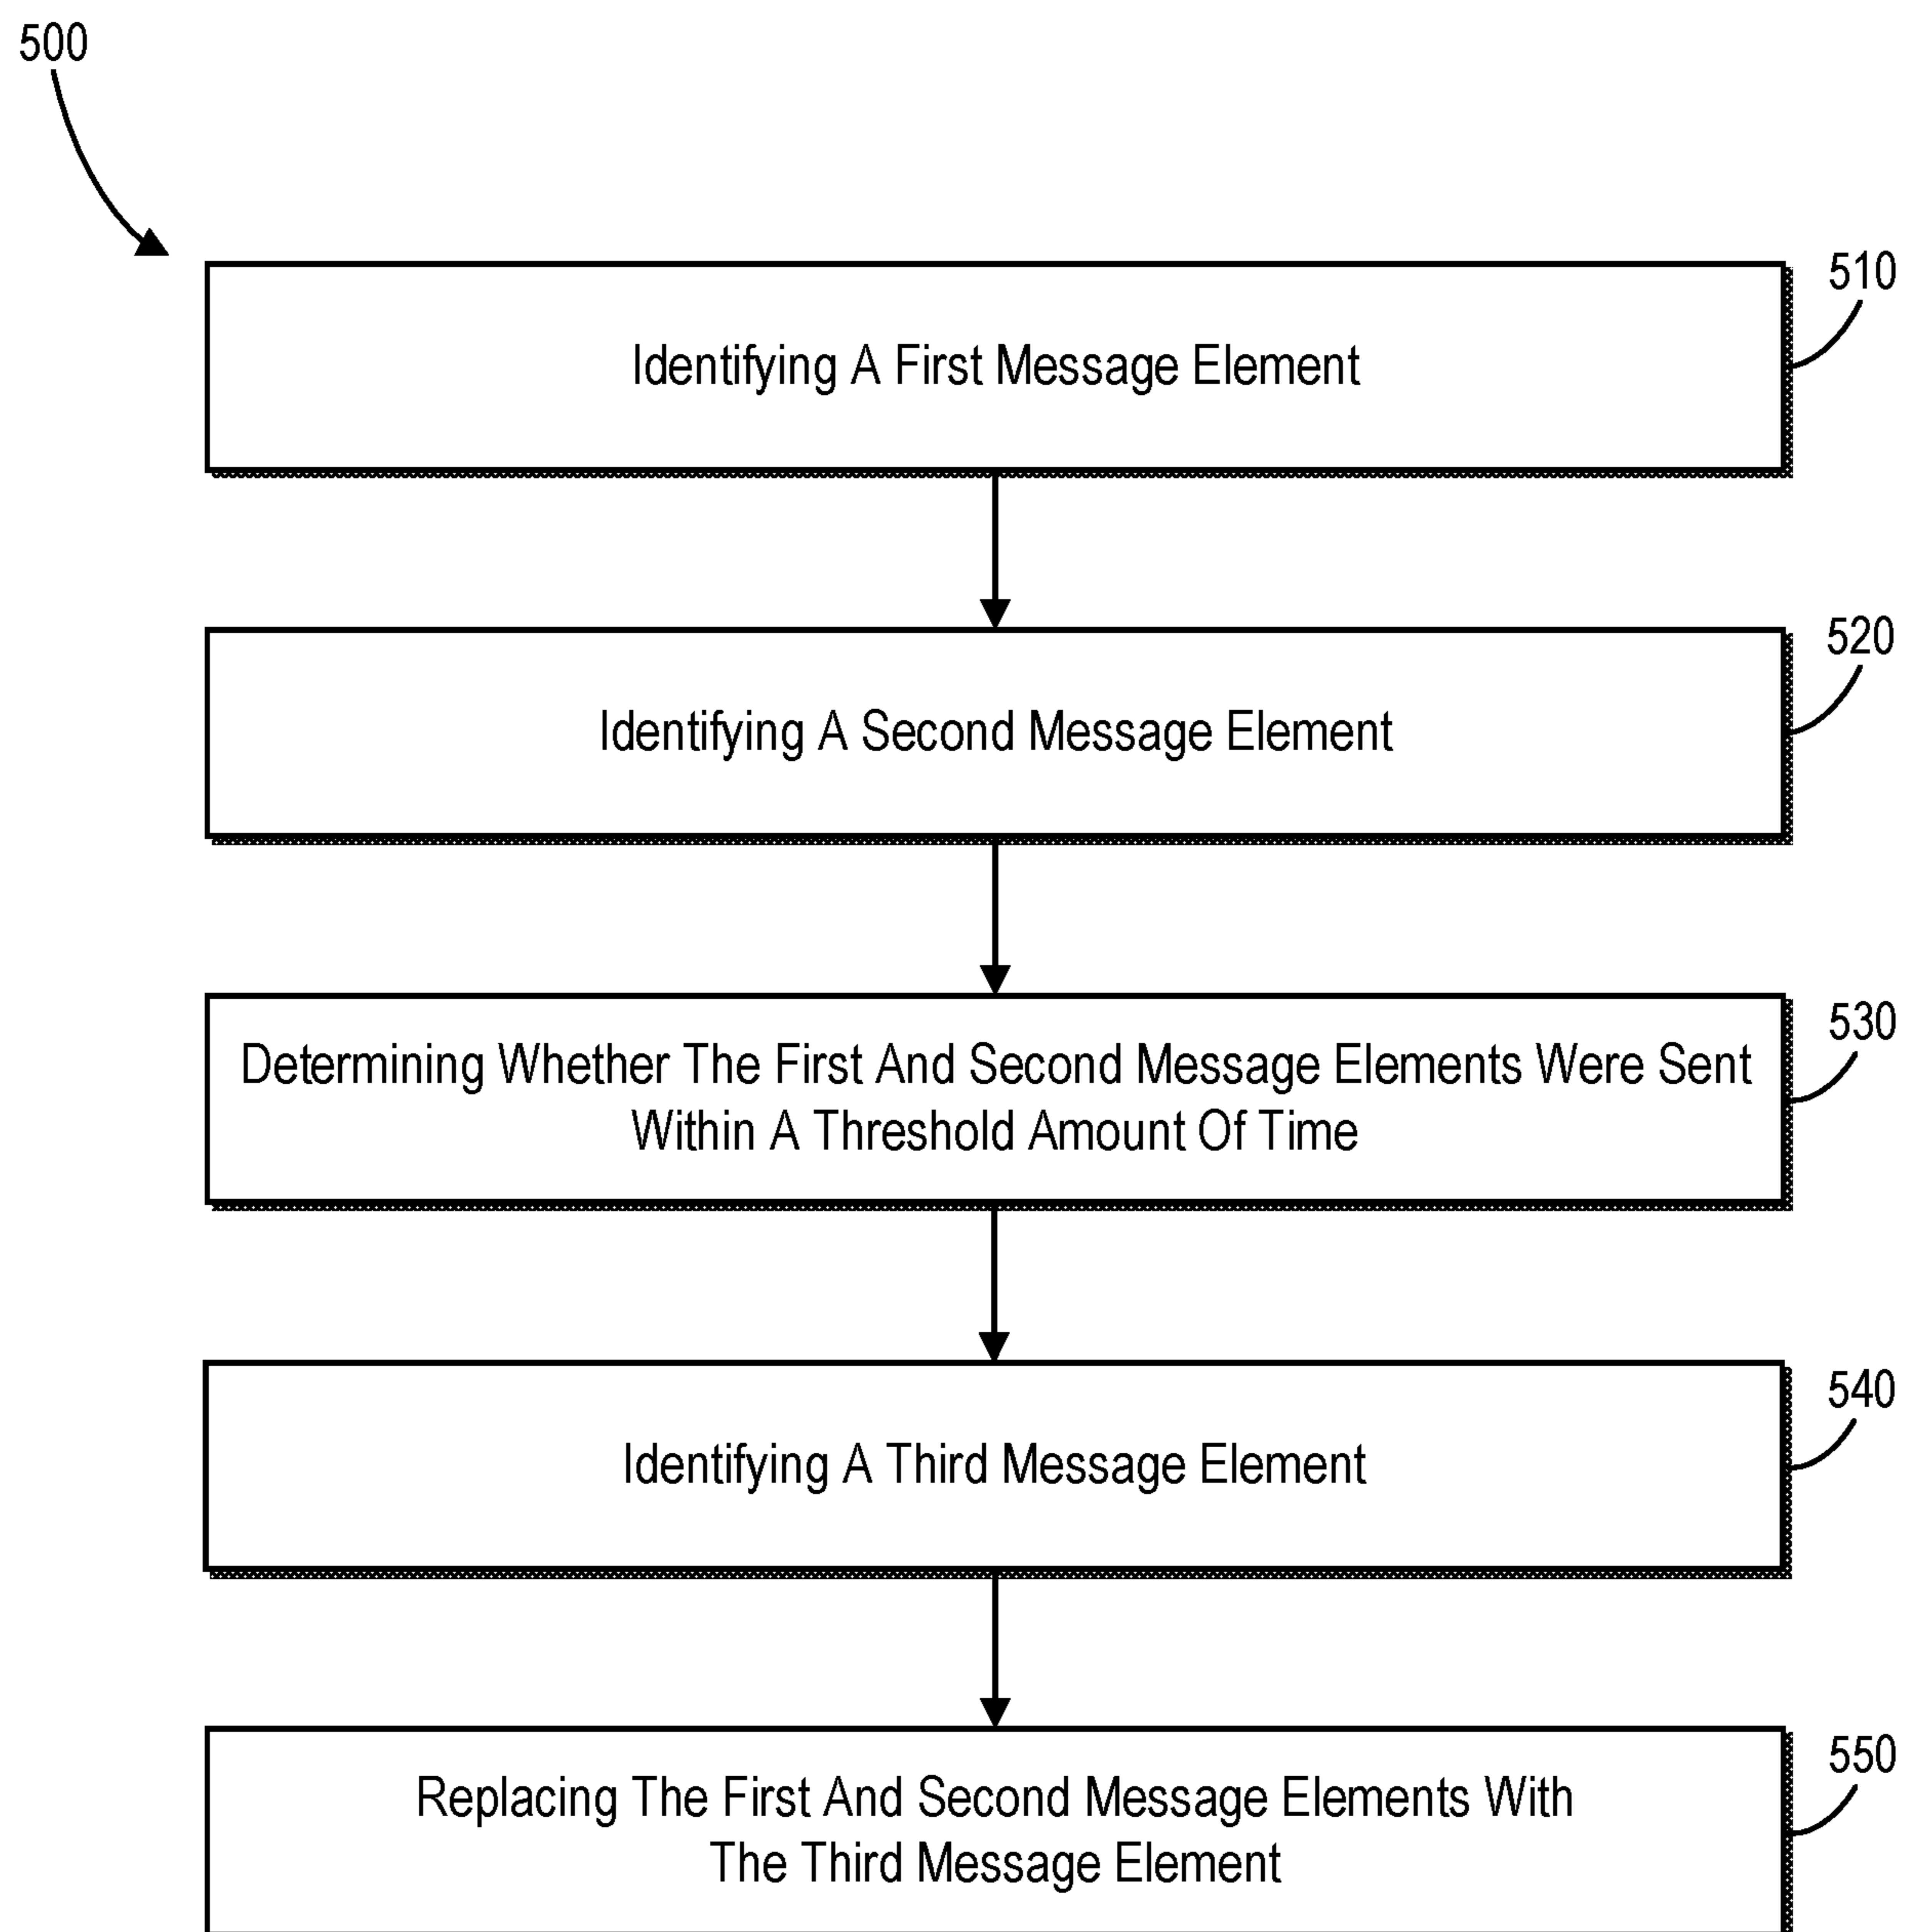 500
510
Identifying A First Message Element
520
Identifying A Second Message Element
530
Determining Whether The First And Second Message Elements Were Sent
Within A Threshold Amount Of Time
540
Identifying A Third Message Element
550
Replacing The First And Second Message Elements With
The Third Message Element